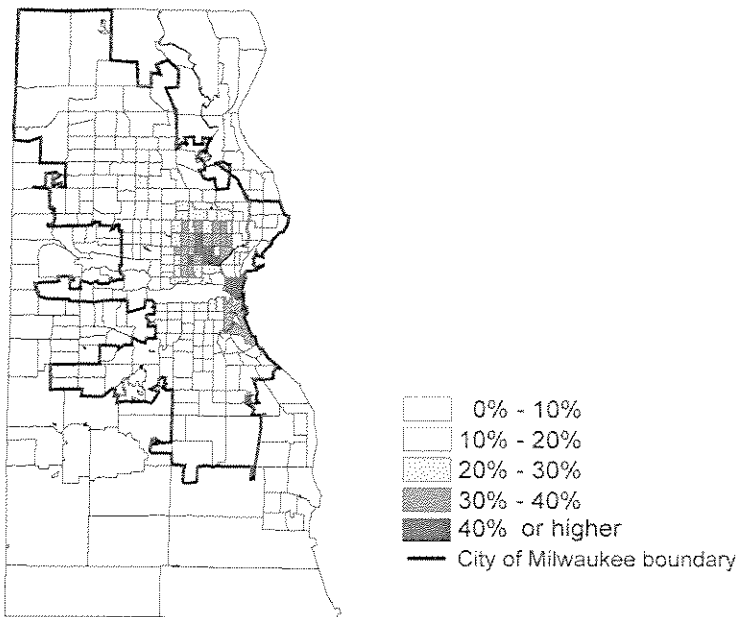 0% - 10%
10% - 20%
20% - 30%
30% - 40%
40% or higher
City of Milwaukee boundary